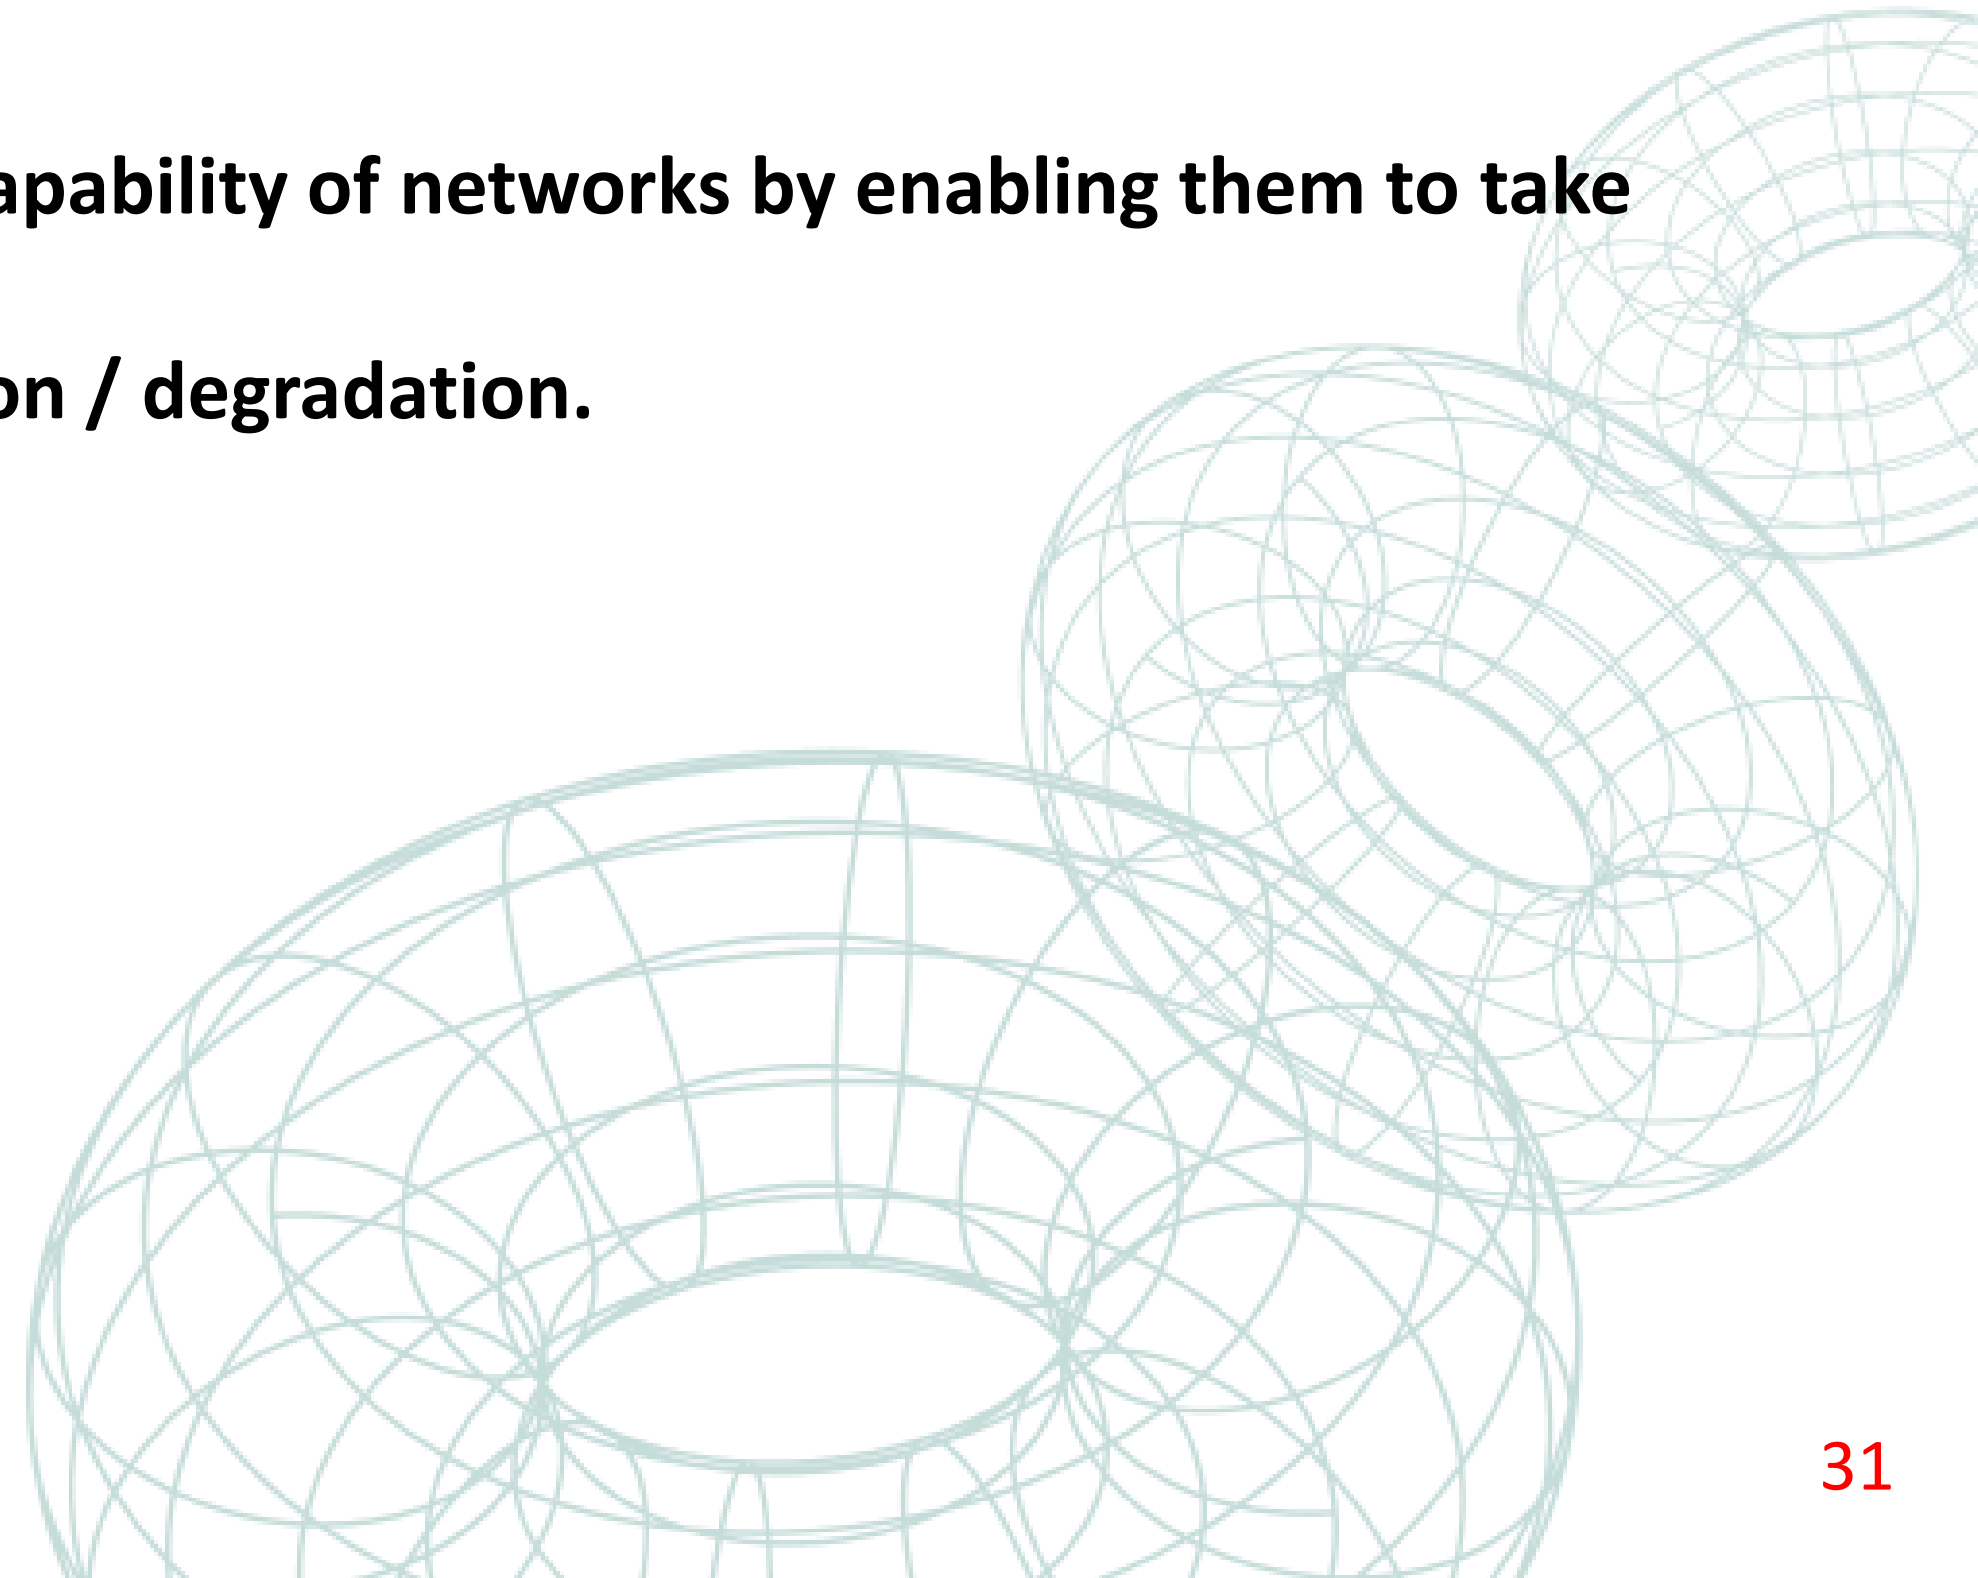 apability of networks by enabling them to take
on / degradation.
31